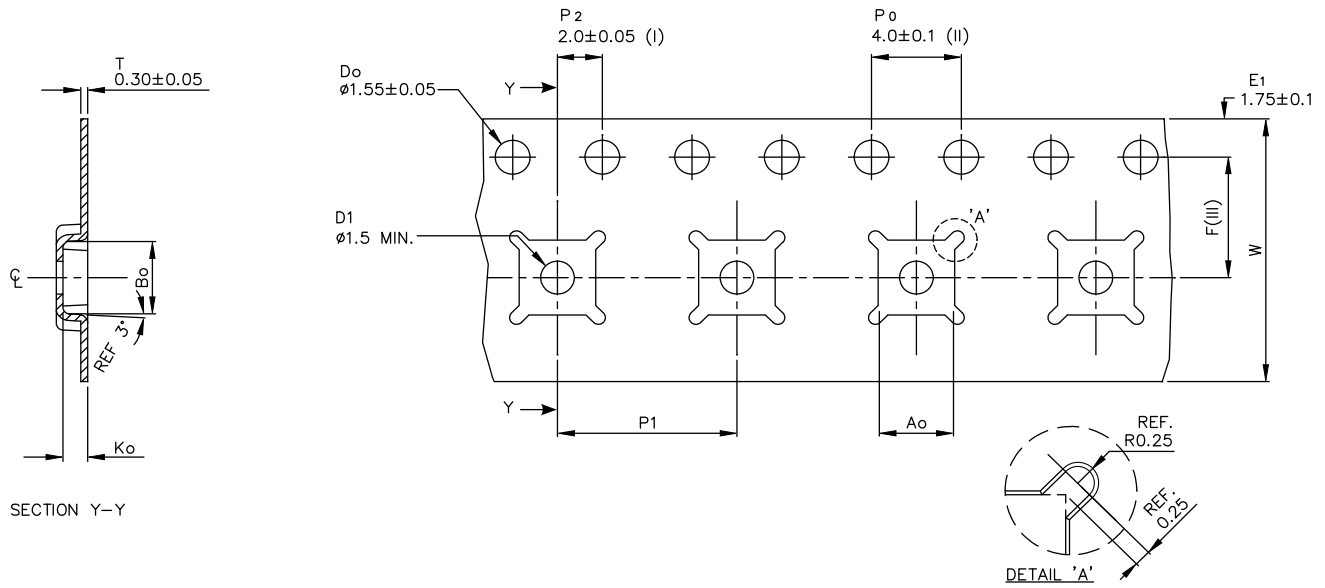 P2
2.0±0.05 (I)
P0
4.0±0.1 (II)
T
0.30±0.05
Do
ø1.55±0.05
Y
E1
1.75±0.1
D1
ø1.5 MIN.
'A'
F(III)
W
℄
Bo
REF 3°
Y
P1
Ao
Ko
REF.
R0.25
REF.
0.25
SECTION Y-Y
DETAIL 'A'